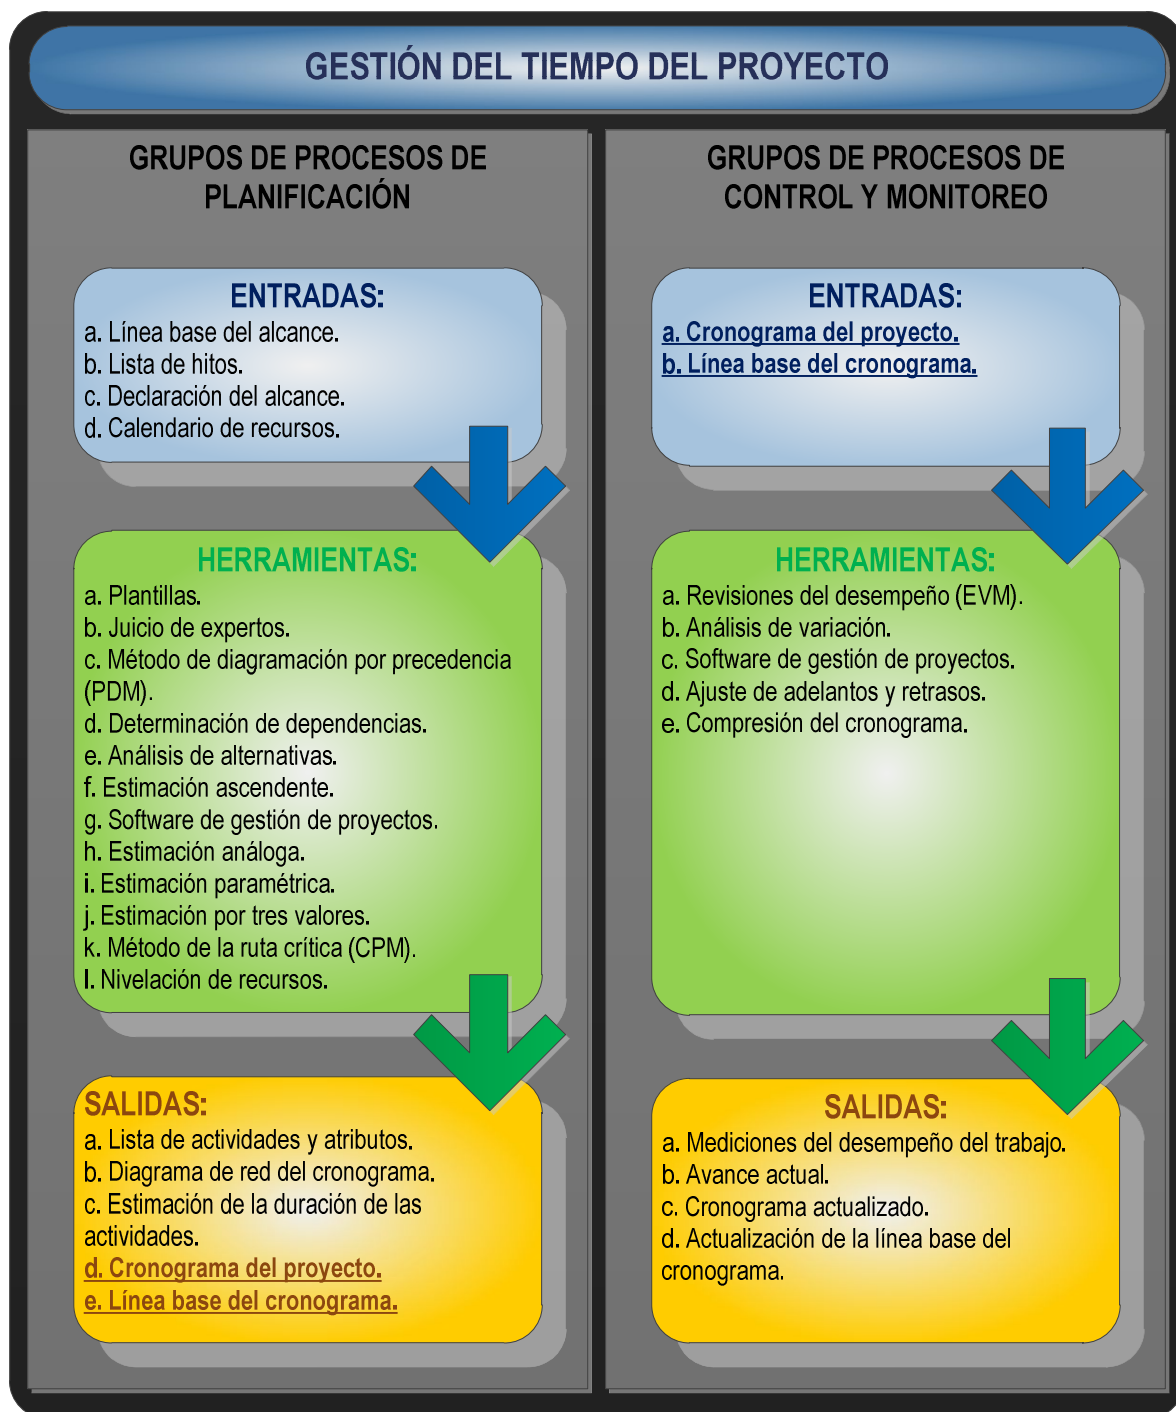 GESTIÓN DEL TIEMPO DEL PROYECTO
GRUPOS DE PROCESOS DE
PLANIFICACIÓN
ENTRADAS:
a. Línea base del alcance.
b. Lista de hitos.
c. Declaración del alcance.
d. Calendario de recursos.
HERRAMIENTAS:
a. Plantillas.
b. Juicio de expertos.
c. Método de diagramación por precedencia
(PDM).
d. Determinación de dependencias.
e. Análisis de alternativas.
f. Estimación ascendente.
g. Software de gestión de proyectos.
h. Estimación análoga.
i. Estimación paramétrica.
j. Estimación por tres valores.
k. Método de la ruta crítica (CPM).
l. Nivelación de recursos.
SALIDAS:
a. Lista de actividades y atributos.
b. Diagrama de red del cronograma.
c. Estimación de la duración de las
actividades.
d. Cronograma del proyecto.
e. Línea base del cronograma.
GRUPOS DE PROCESOS DE
CONTROL Y MONITOREO
ENTRADAS:
a. Cronograma del proyecto.
b. Línea base del cronograma.
HERRAMIENTAS:
a. Revisiones del desempeño (EVM).
b. Análisis de variación.
c. Software de gestión de proyectos.
d. Ajuste de adelantos y retrasos.
e. Compresión del cronograma.
SALIDAS:
a. Mediciones del desempeño del trabajo.
b. Avance actual.
c. Cronograma actualizado.
d. Actualización de la línea base del
cronograma.